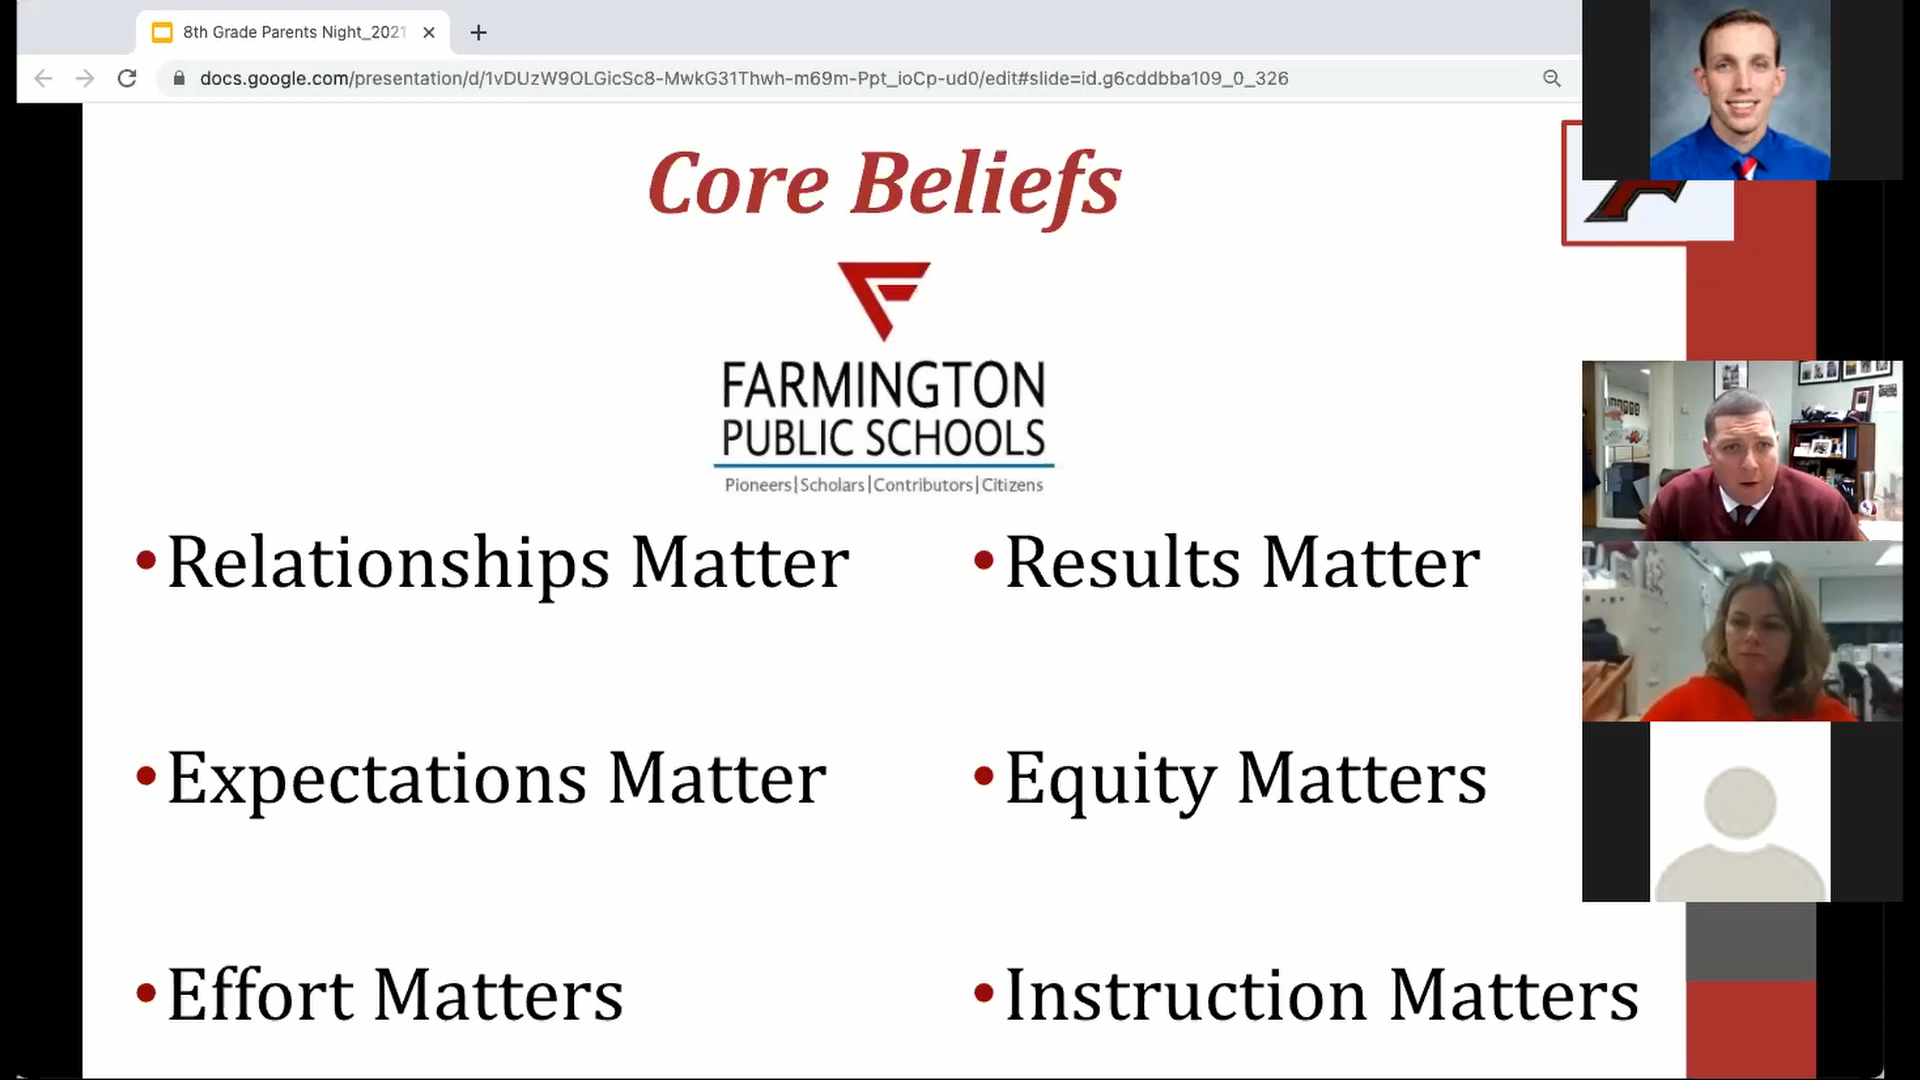 8th Grade Parents Night_2021
docs.google.com/presentation/d/1vDUzW9OLGicSc8-MwkG31Thwh-m69m-Ppt_ioCp-ud0/edit#slide=id.g6cddbba109_0_326
Core Beliefs
FARMINGTON
PUBLIC SCHOOLS
Pioneers|Scholars|Contributors|Citizens
•Relationships Matter
•Results Matter
•Expectations Matter
•Equity Matters
•Effort Matters
•Instruction Matters